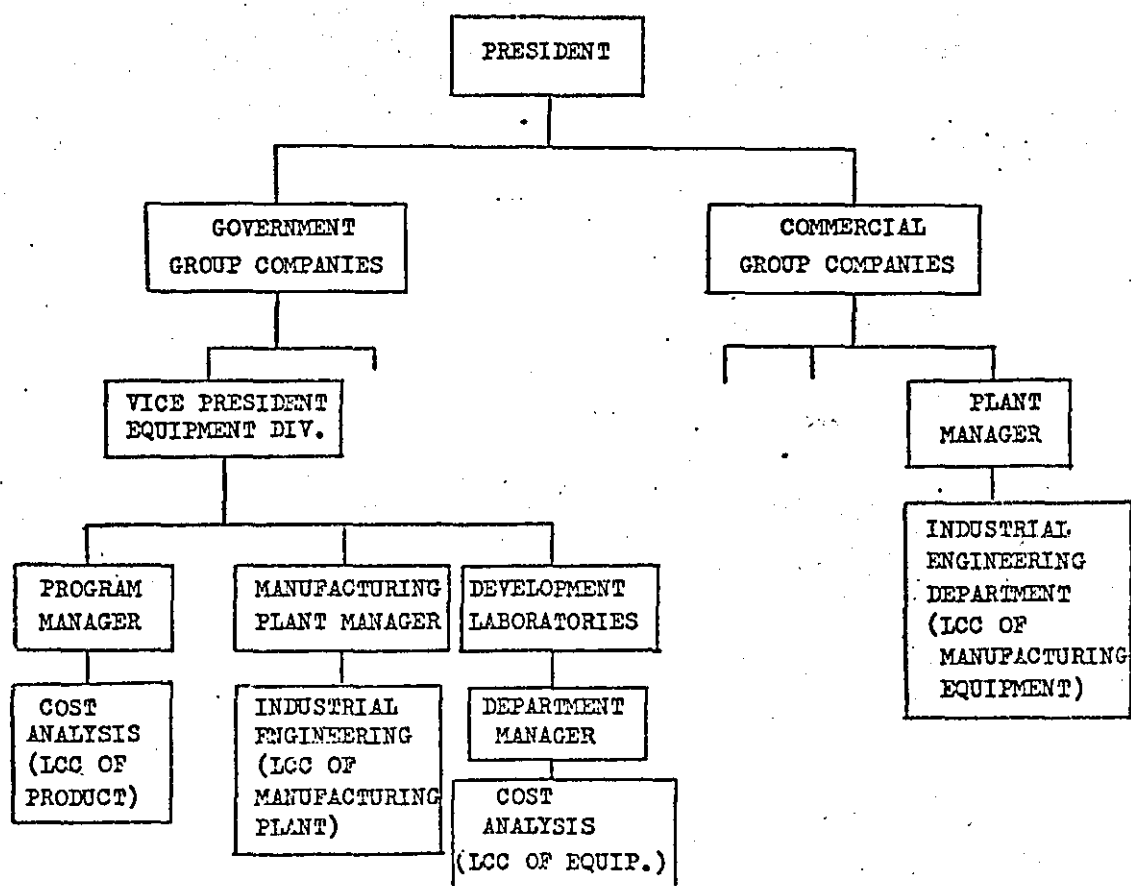 PRESIDENT
GOVERNMENT
GROUP COMPANIES
COMMERCIAL
GROUP COMPANIES
VICE PRESIDENT
EQUIPMENT DIV.
PLANT
MANAGER
PROGRAM
MANAGER
MANUFACTURING
PLANT MANAGER
DEVELOPMENT
LABORATORIES
INDUSTRIAL
ENGINEERING
DEPARTMENT
(LCC OF
MANUFACTURING
EQUIPMENT)
COST
ANALYSIS
(LCC OF
PRODUCT)
INDUSTRIAL
ENGINEERING
(LCC OF
MANUFACTURING
PLANT)
DEPARTMENT
MANAGER
COST
ANALYSIS
(LCC OF EQUIP.)